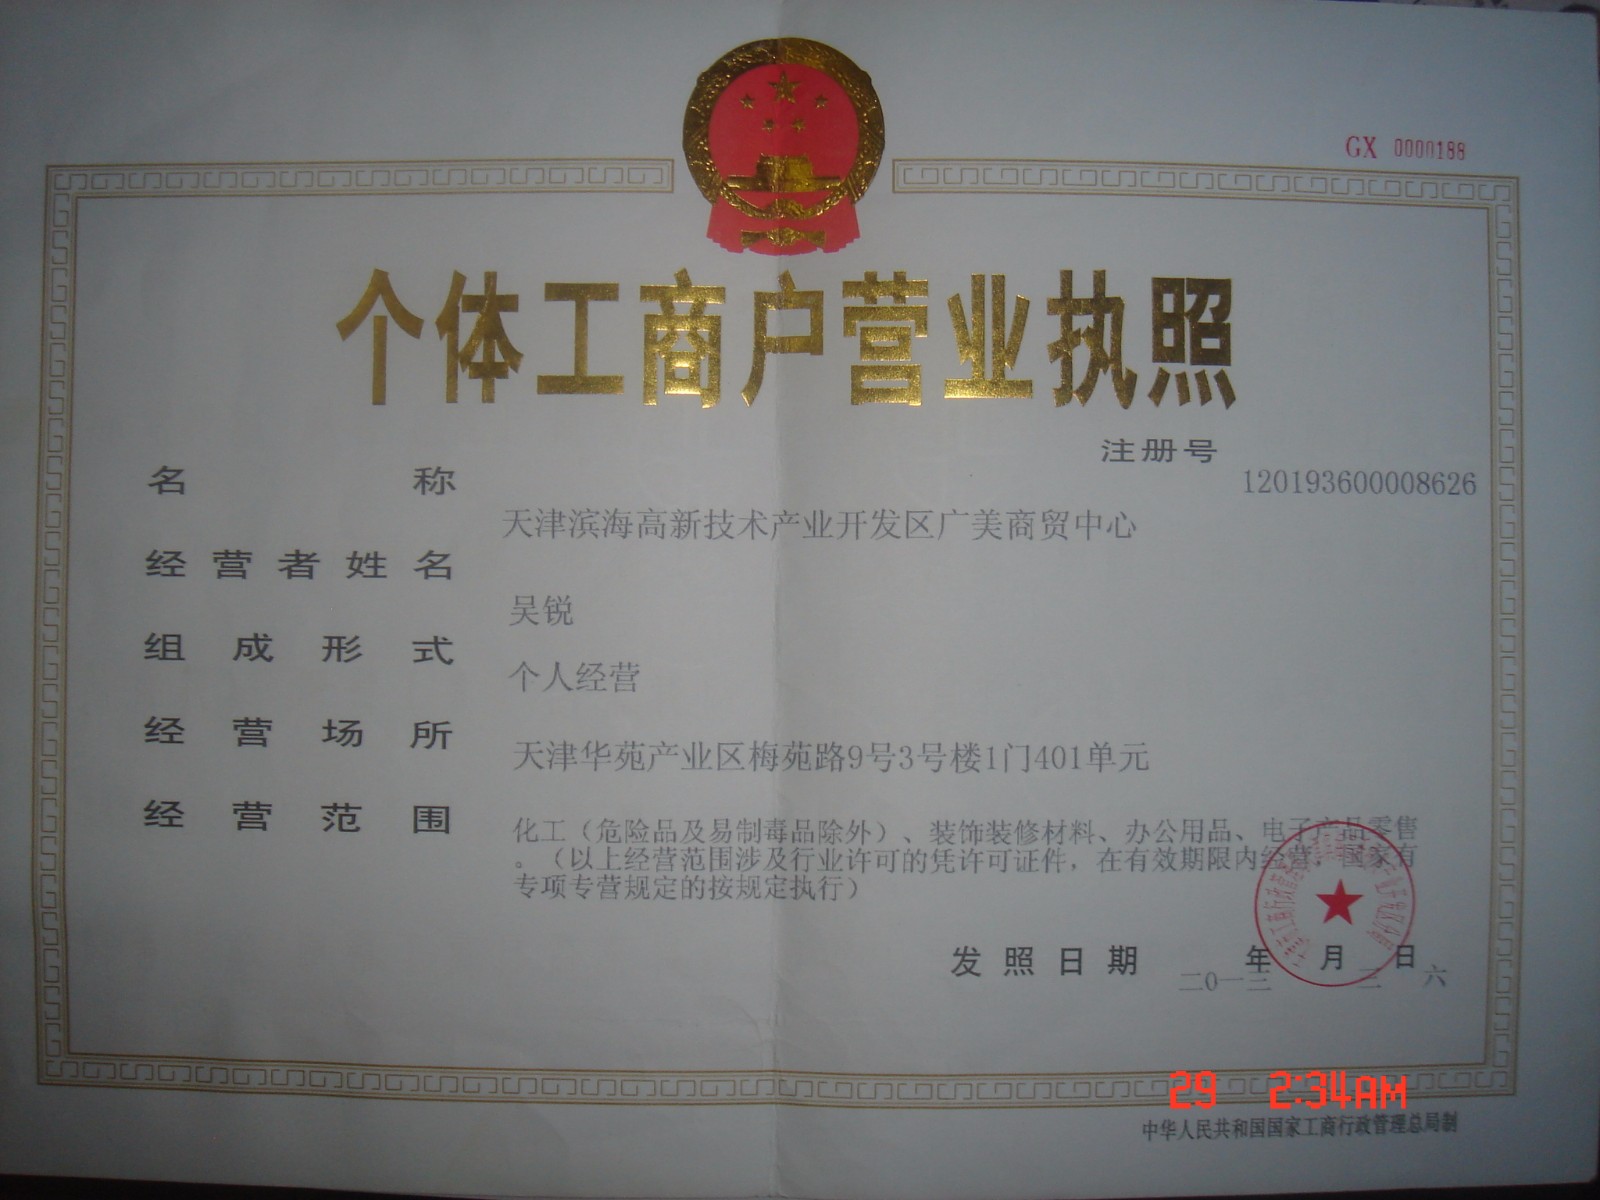 GX 0000188
个体工商户营业执照
注册号
120193600008626
名称
天津滨海高新技术产业开发区广美商贸中心
经营者姓名
吴锐
组成形式
个人经营
经营场所
天津华苑产业区梅苑路9号3号楼1门401单元
经营范围
化工（危险品及易制毒品除外）、装饰装修材料、办公用品、电子产品零售
。（以上经营范围涉及行业许可的凭许可证件，在有效期限内经营，国家有
专项专营规定的按规定执行）
发照日期 年 月 日
二〇一三 二 六
29 2:34AM
中华人民共和国国家工商行政管理总局制